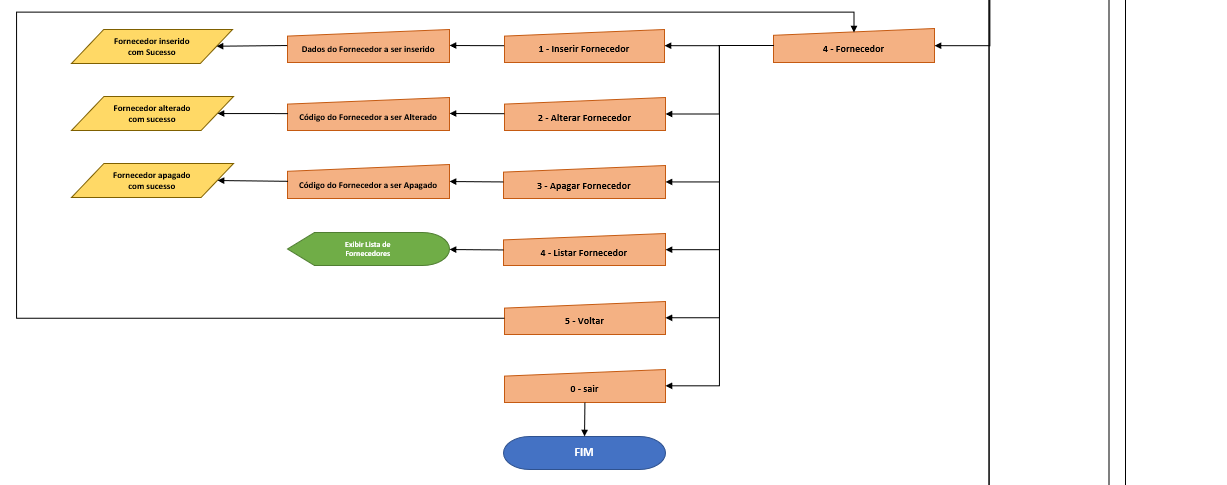 Fornecedor inserido
com Sucesso
Dados do Fornecedor a ser inserido
1 - Inserir Fornecedor
4 - Fornecedor
Fornecedor alterado
com sucesso
Código do Fornecedor a ser Alterado
2 - Alterar Fornecedor
Fornecedor apagado
com sucesso
Código do Fornecedor a ser Apagado
3 - Apagar Fornecedor
Exibir Lista de
Fornecedores
4 - Listar Fornecedor
5 - Voltar
0 - sair
FIM